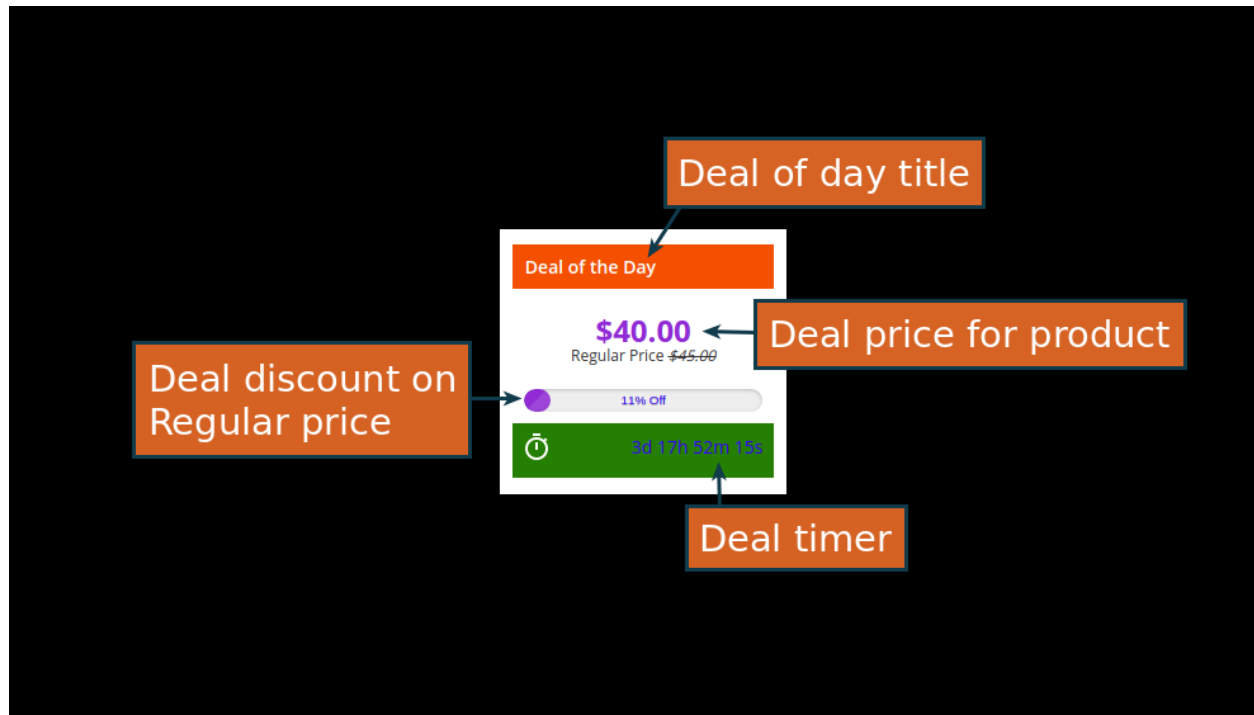 Deal of day title
Deal of the Day
$40.00
Deal price for product
Regular Price $45.00
Deal discount on
Regular price
11% Off
3d 17h 52m 15s
Deal timer